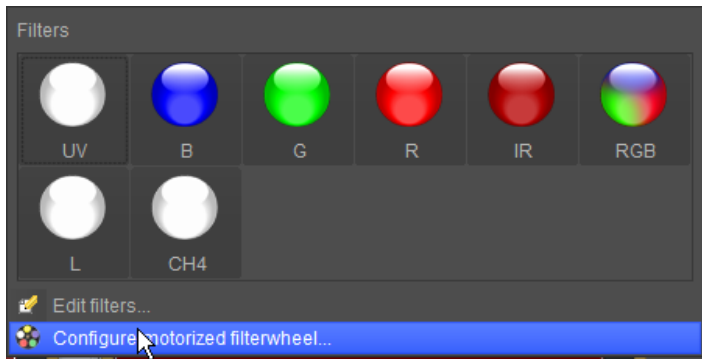 Filters
UV B G R IR RGB
L CH4
Edit filters...
Configure motorized filterwheel...